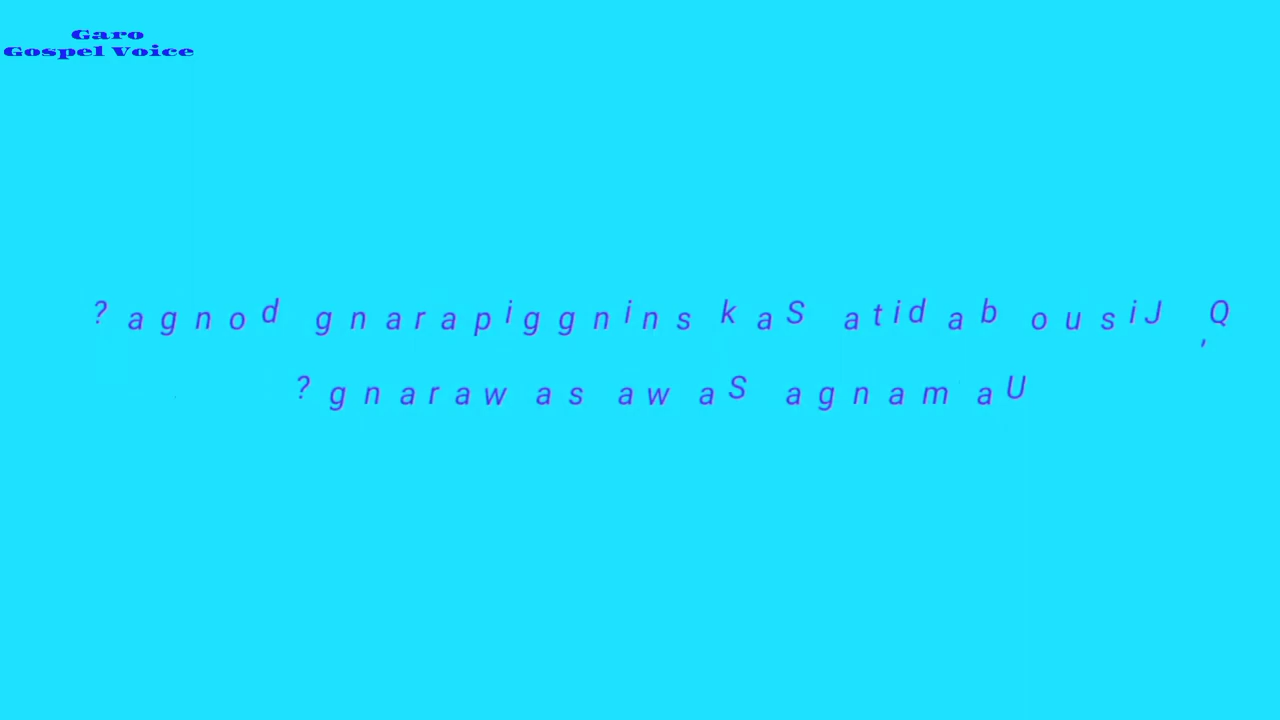 Garo
Gospel Voice
? agnod gnarapiggnins kaS atidab ousiJ ,Q
? gnaraw as aw aS agnam aU